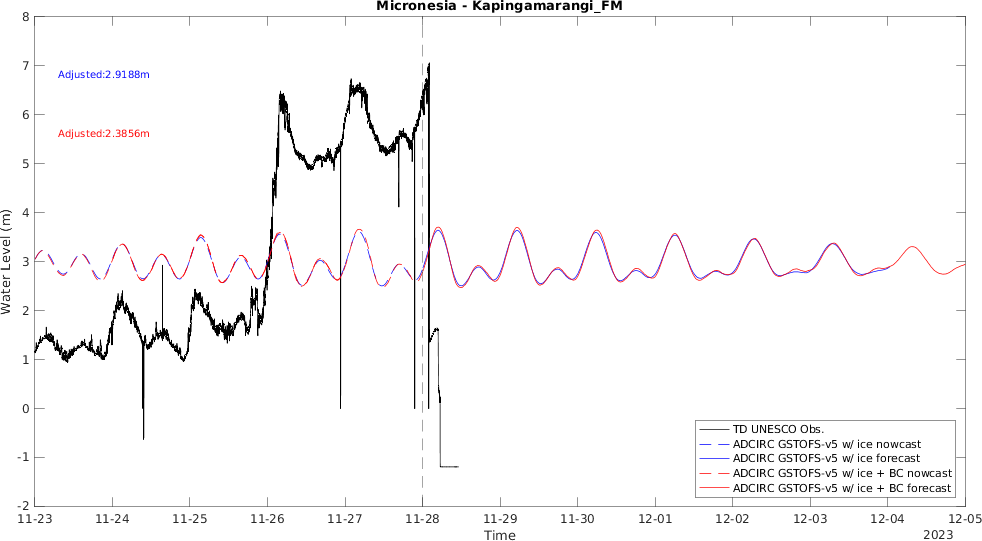 Micronesia - Kapingamarangi_FM
8
7
6
5
4
3
2
1
0
-1
-2
Water Level (m)
Adjusted:2.9188m
Adjusted:2.3856m
TD UNESCO Obs.
ADCIRC GSTOFS-v5 w/ ice nowcast
ADCIRC GSTOFS-v5 w/ ice forecast
ADCIRC GSTOFS-v5 w/ ice + BC nowcast
ADCIRC GSTOFS-v5 w/ ice + BC forecast
11-23 11-24 11-25 11-26 11-27 11-28 11-29 11-30 12-01 12-02 12-03 12-04 12-05
Time
2023